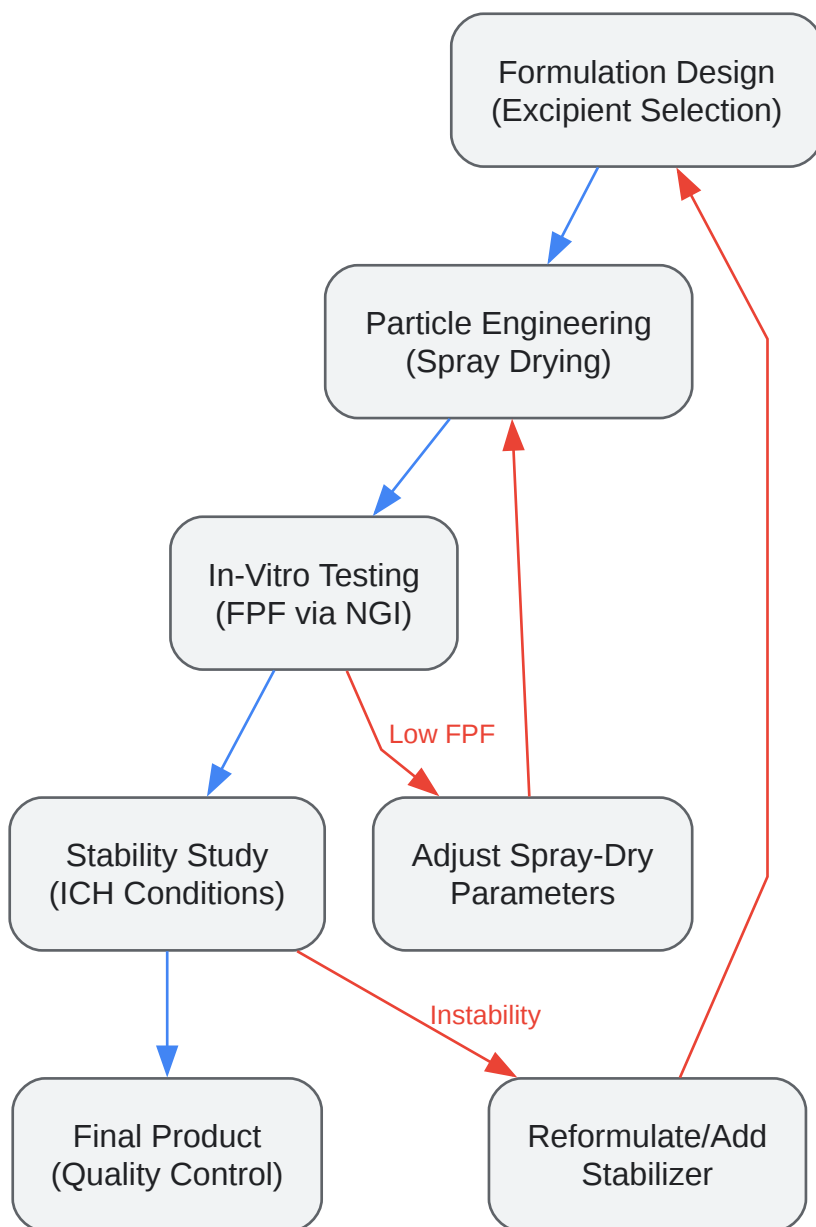 Formulation Design
(Excipient Selection)
Particle Engineering
(Spray Drying)
In-Vitro Testing
(FPF via NGI)
Low FPF
Stability Study
(ICH Conditions)
Adjust Spray-Dry
Parameters
Instability
Final Product
(Quality Control)
Reformulate/Add
Stabilizer